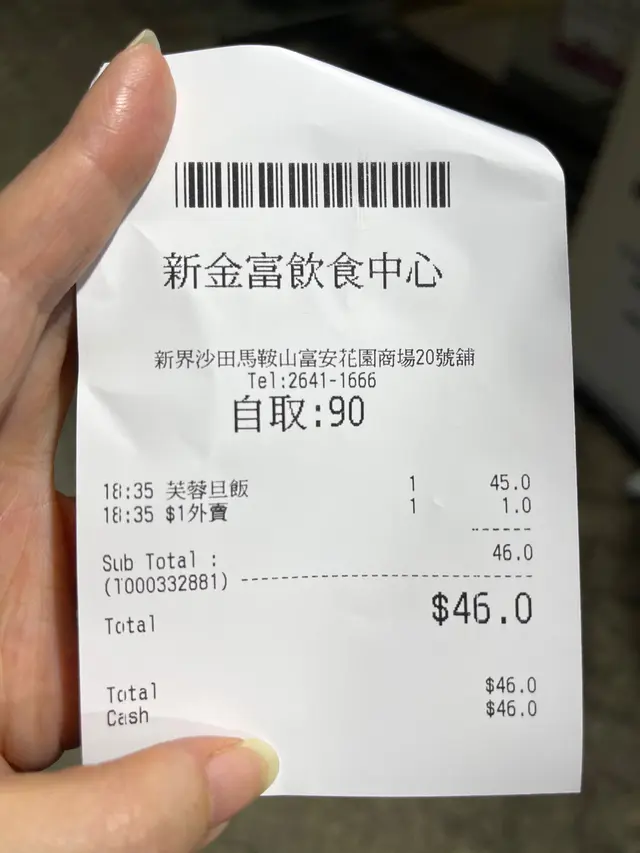 新金富飲食中心
新界沙田馬鞍山富安花園商場20號舖
Tel:2641-1666
自取:90
18:35 芙蓉旦飯 1 45.0
18:35 $1外賣 1 1.0
Sub Total : 46.0
(T000332881)
Total $46.0
Total $46.0
Cash $46.0